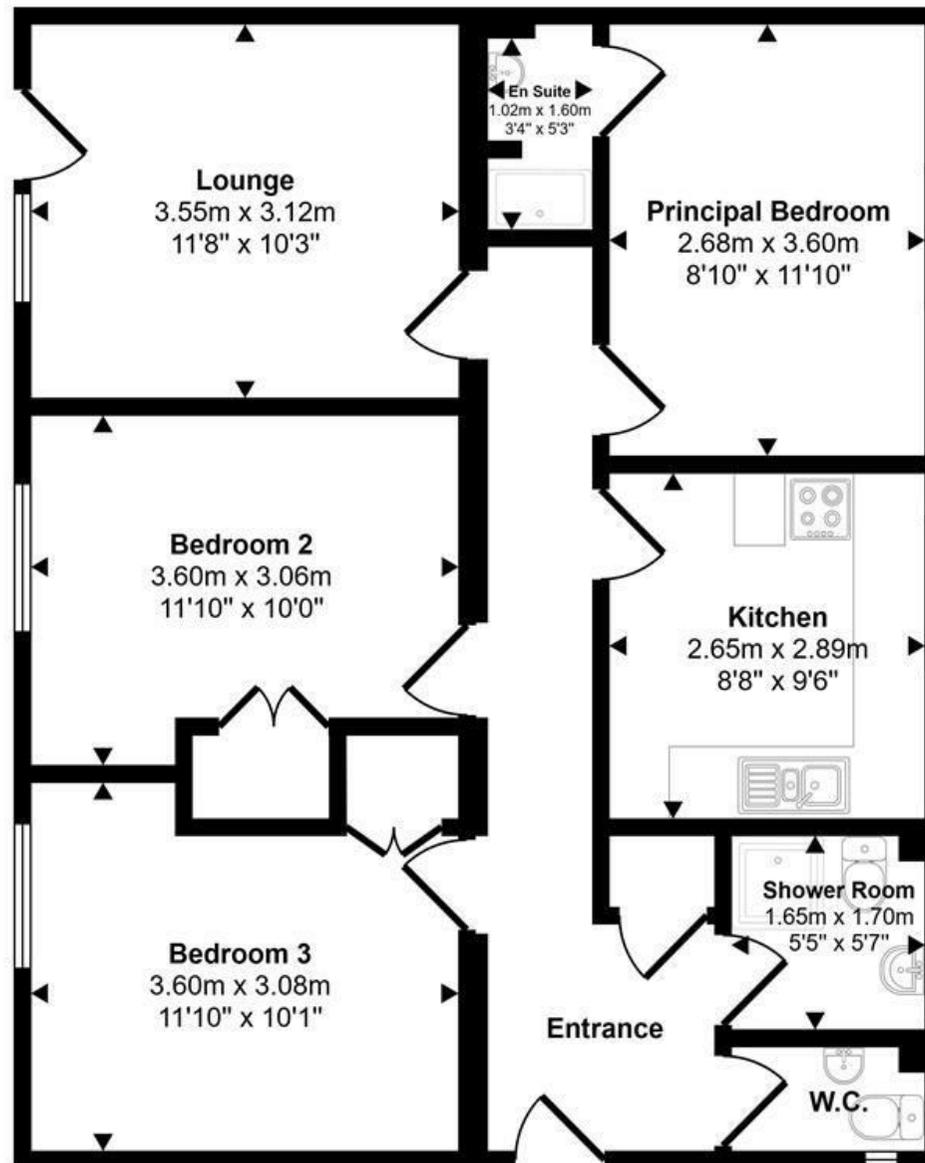 Lounge
3.55m x 3.12m
11'8" x 10'3"
En Suite
1.02m x 1.60m
3'4" x 5'3"
Principal Bedroom
2.68m x 3.60m
8'10" x 11'10"
Bedroom 2
3.60m x 3.06m
11'10" x 10'0"
Kitchen
2.65m x 2.89m
8'8" x 9'6"
Shower Room
1.65m x 1.70m
5'5" x 5'7"
Bedroom 3
3.60m x 3.08m
11'10" x 10'1"
Entrance
W.C.